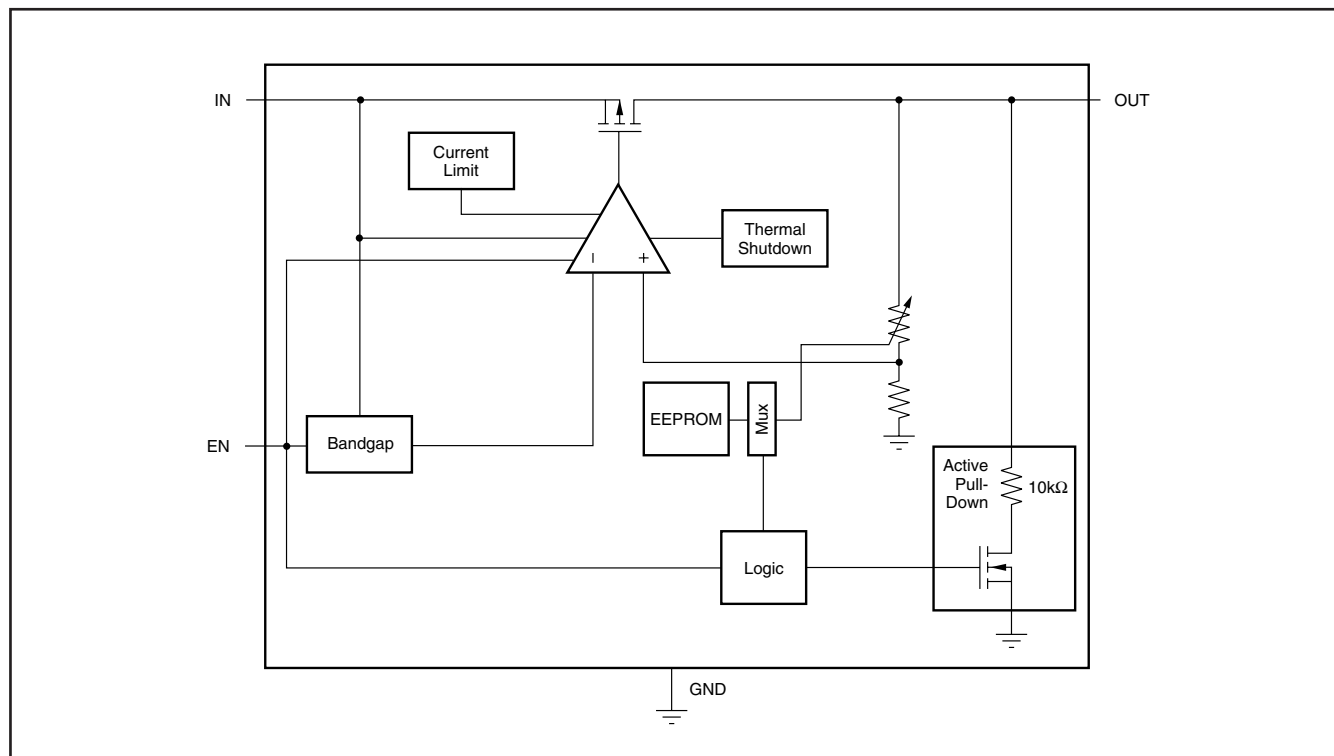 IN
OUT
Current
Limit
Thermal
Shutdown
–
+
EEPROM
Mux
EN
Bandgap
Active
Pull-
Down
10kΩ
Logic
GND